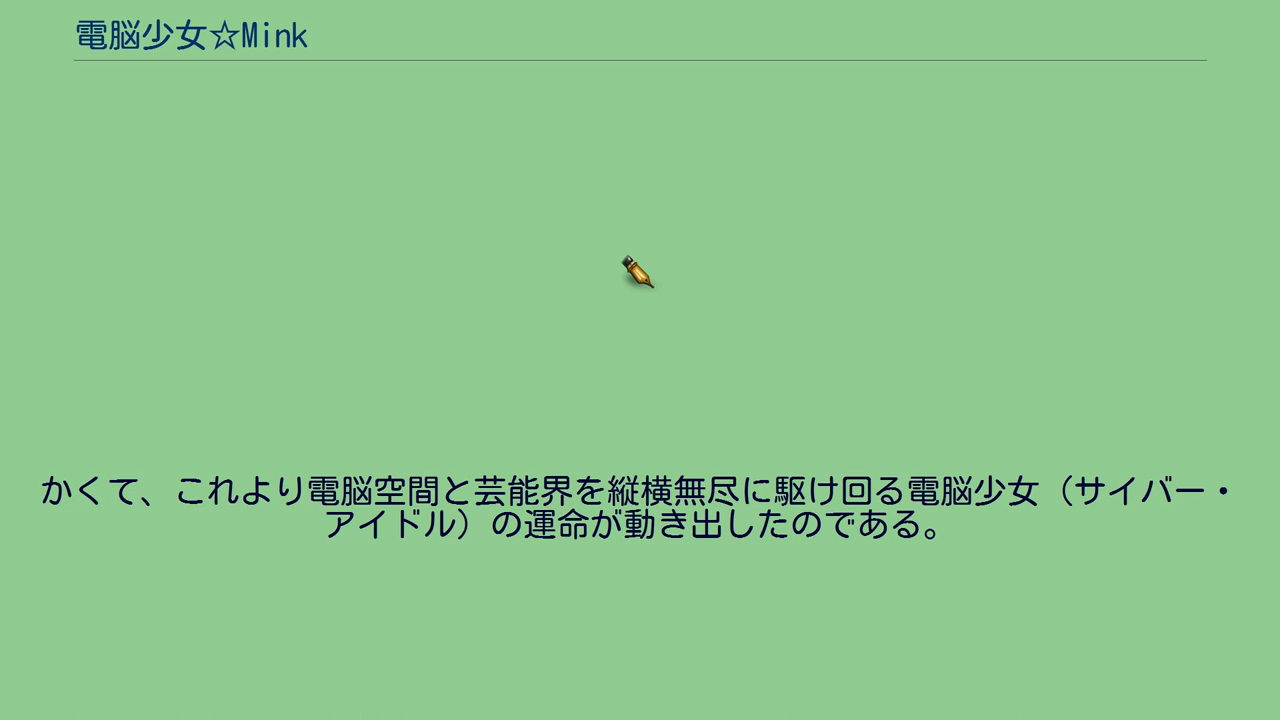 電脳少女☆Mink
かくて、これより電脳空間と芸能界を縦横無尽に駆け回る電脳少女（サイバー・
アイドル）の運命が動き出したのである。